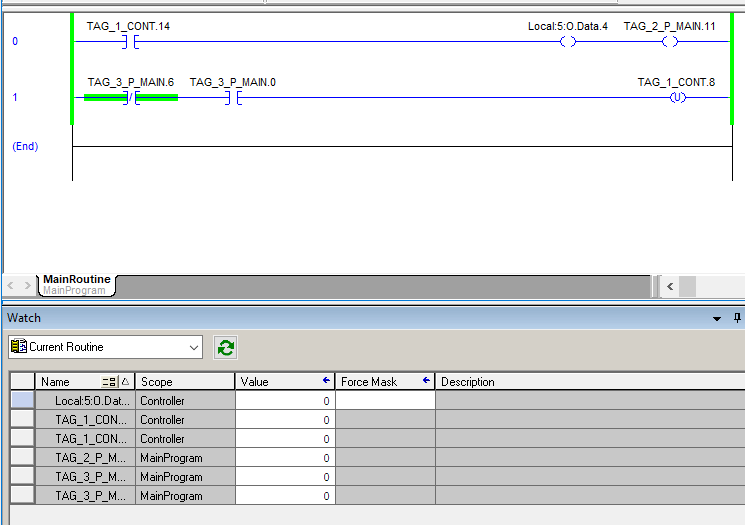 TAG_1_CONT.14 Local:5:O.Data.4 TAG_2_P_MAIN.11
0
TAG_3_P_MAIN.6 TAG_3_P_MAIN.0 TAG_1_CONT.8
1 U
(End)
MainRoutine
MainProgram
Watch
Current Routine
Name Scope Value Force Mask Description
Local:5:O.Dat... Controller 0
TAG_1_CON... Controller 0
TAG_1_CON... Controller 0
TAG_2_P_M... MainProgram 0
TAG_3_P_M... MainProgram 0
TAG_3_P_M... MainProgram 0